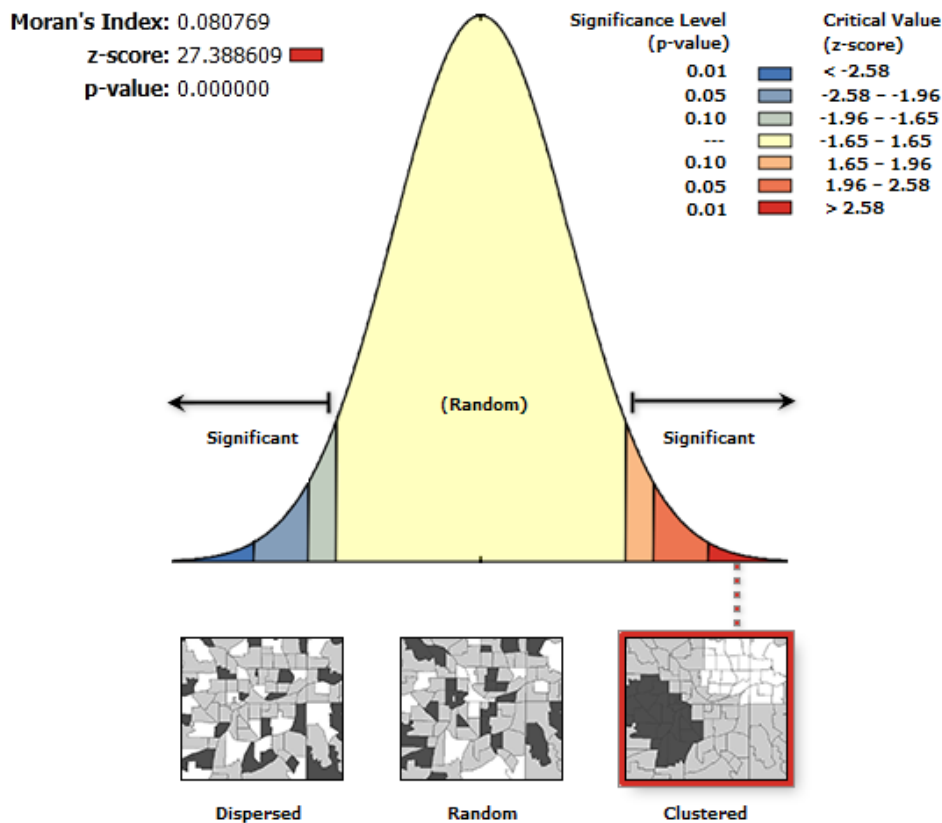 Moran's Index: 0.080769
z-score: 27.388609
p-value: 0.000000
Significance Level
(p-value)
Critical Value
(z-score)
0.01 < -2.58
0.05 -2.58 – -1.96
0.10 -1.96 – -1.65
--- -1.65 – 1.65
0.10 1.65 – 1.96
0.05 1.96 – 2.58
0.01 > 2.58
(Random)
Significant
Significant
Dispersed
Random
Clustered